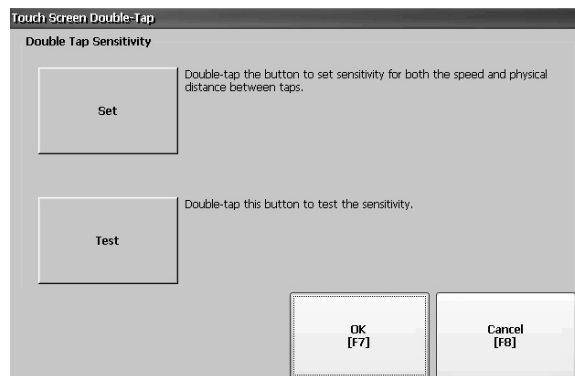 Touch Screen Double-Tap
Double Tap Sensitivity
Set
Double-tap the button to set sensitivity for both the speed and physical
distance between taps.
Test
Double-tap this button to test the sensitivity.
OK
[F7]
Cancel
[F8]